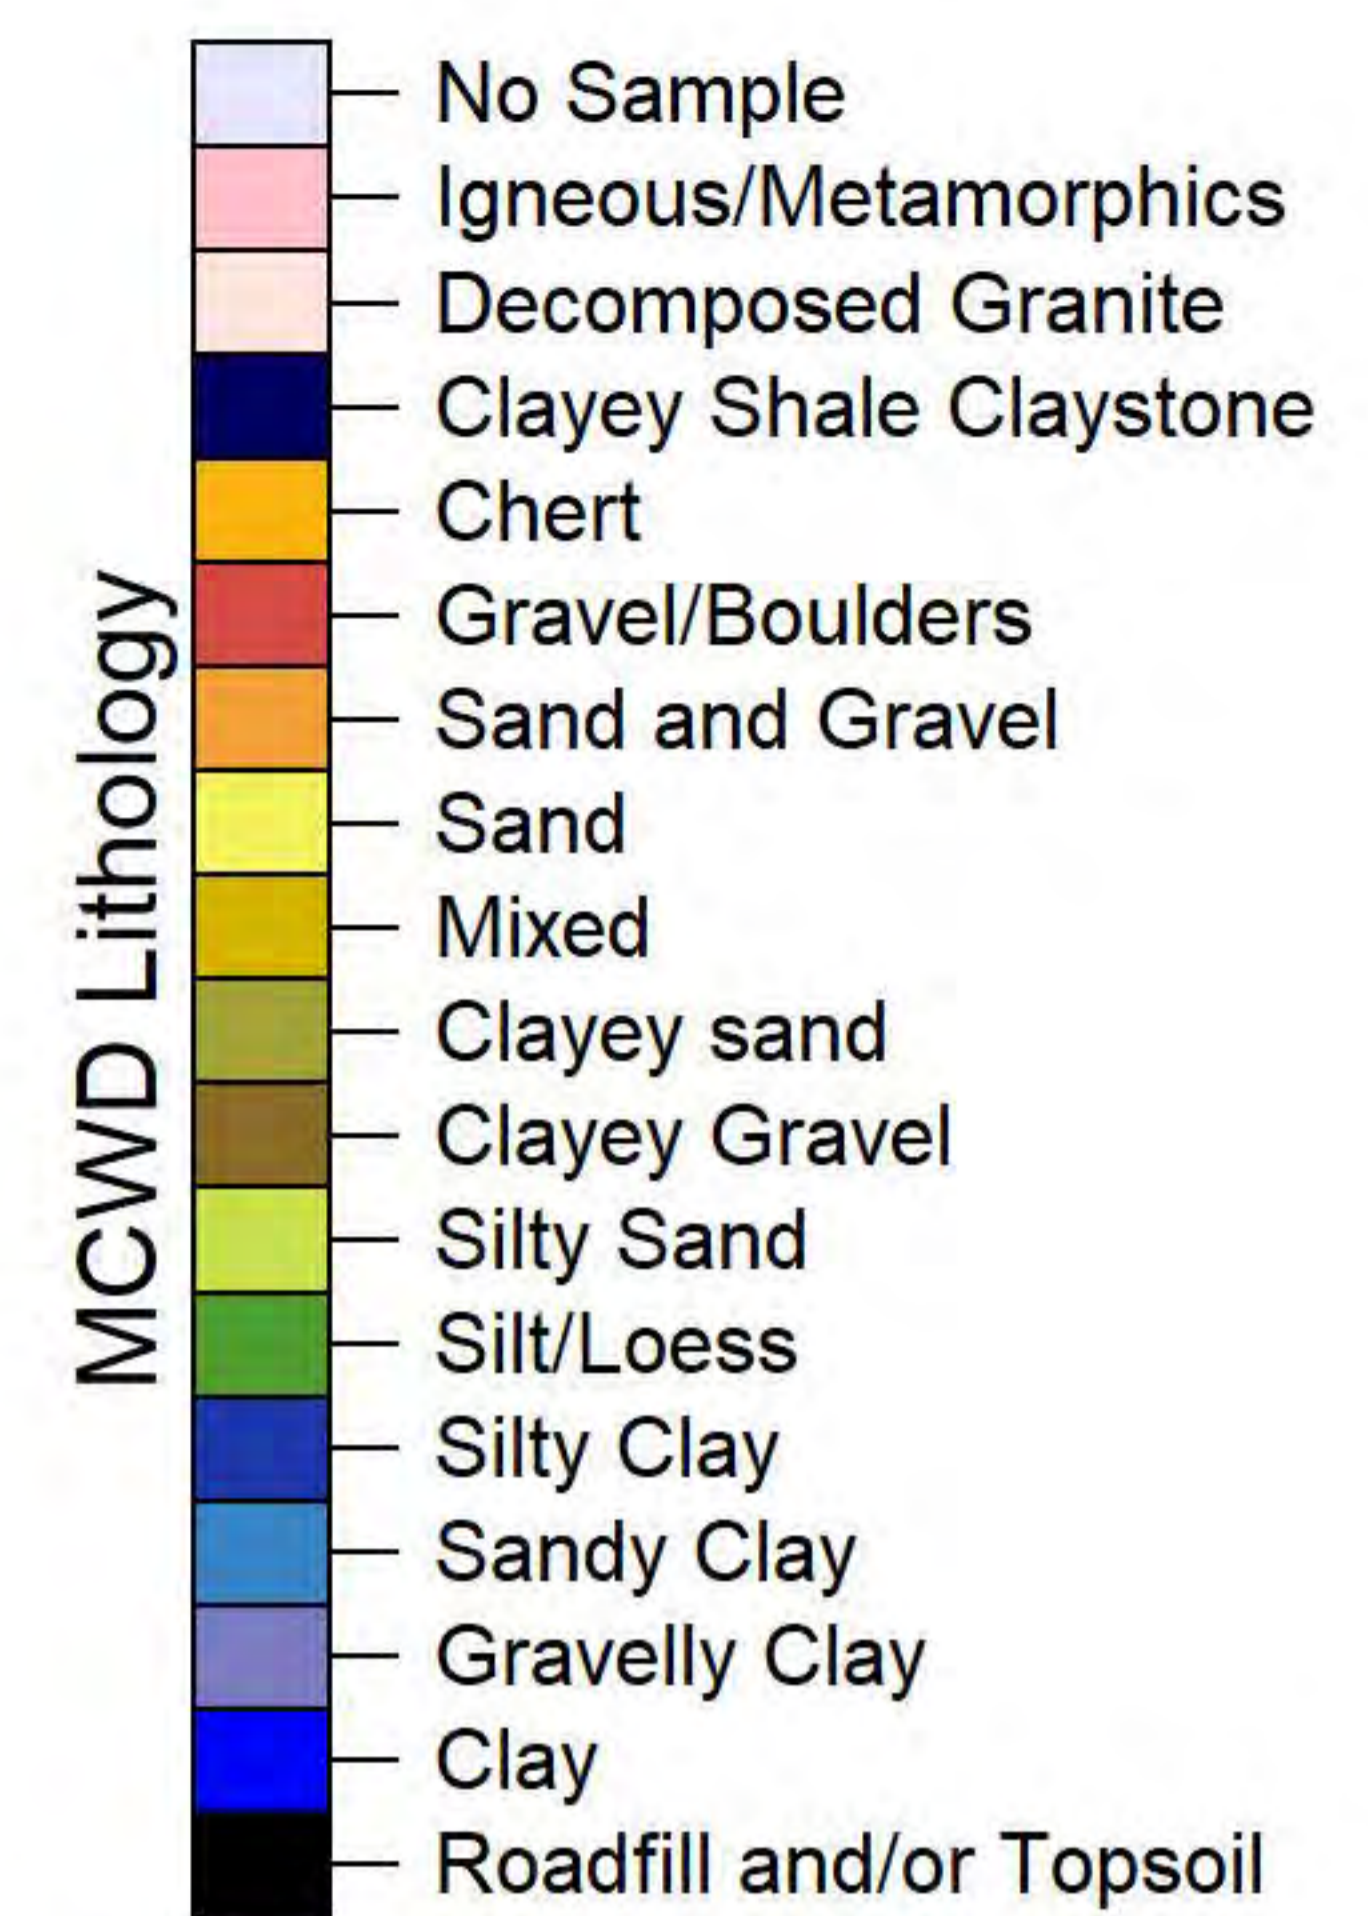 MCWD Lithology
No Sample
Igneous/Metamorphics
Decomposed Granite
Clayey Shale Claystone
Chert
Gravel/Boulders
Sand and Gravel
Sand
Mixed
Clayey sand
Clayey Gravel
Silty Sand
Silt/Loess
Silty Clay
Sandy Clay
Gravelly Clay
Clay
Roadfill and/or Topsoil